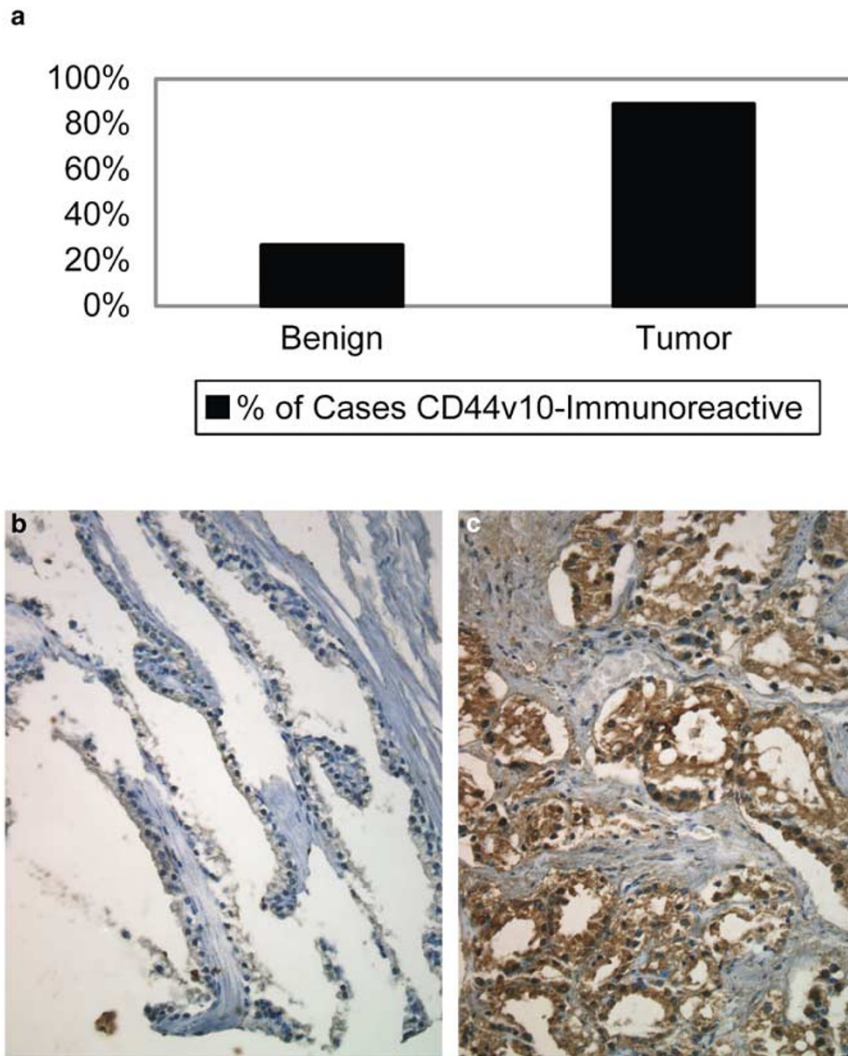 a
100%
80%
60%
40%
20%
0%
Benign
Tumor
% of Cases CD44v10-Immunoreactive
b
c